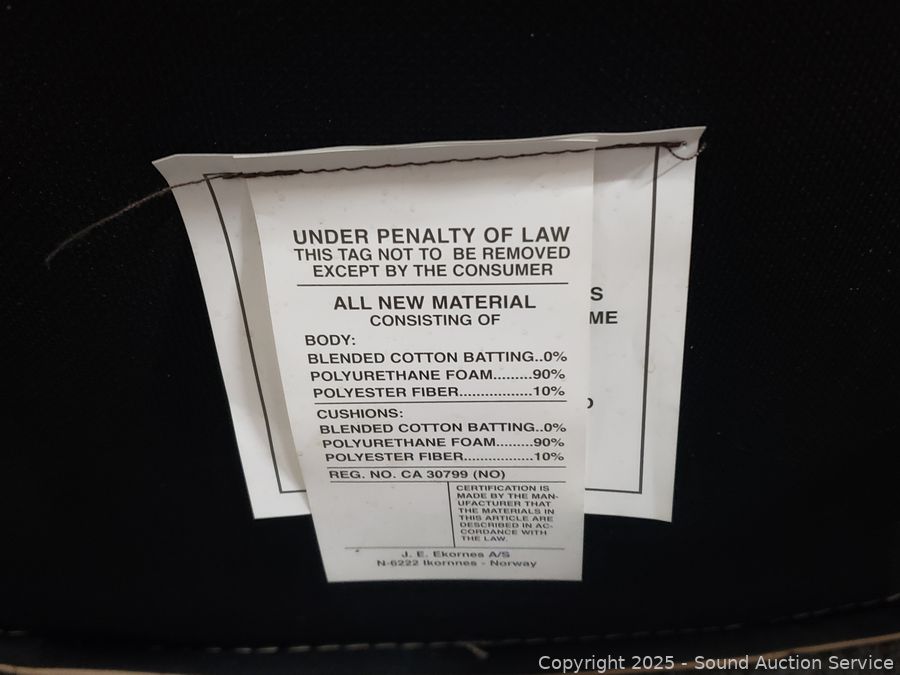 UNDER PENALTY OF LAW
THIS TAG NOT TO BE REMOVED
EXCEPT BY THE CONSUMER
ALL NEW MATERIAL
CONSISTING OF
BODY:
BLENDED COTTON BATTING..0%
POLYURETHANE FOAM.........90%
POLYESTER FIBER.................10%
CUSHIONS:
BLENDED COTTON BATTING..0%
POLYURETHANE FOAM.........90%
POLYESTER FIBER.................10%
REG. NO. CA 30799 (NO)
CERTIFICATION IS
MADE BY THE MAN-
UFACTURER THAT
THE MATERIALS IN
THIS ARTICLE ARE
DESCRIBED IN AC-
CORDANCE WITH
THE LAW.
J. E. Ekornes A/S
N-6222 Ikornnes - Norway
S
ME
Copyright 2025 - Sound Auction Service